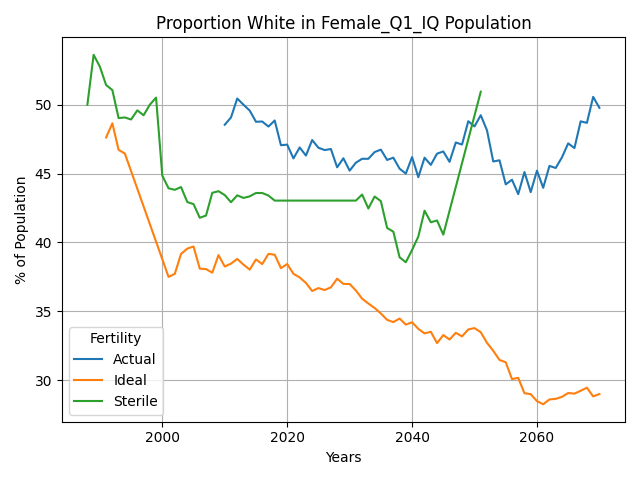 Proportion White in Female_Q1_IQ Population
% of Population
50
45
40
35
30
Fertility
Actual
Ideal
Sterile
2000
2020
2040
2060
Years